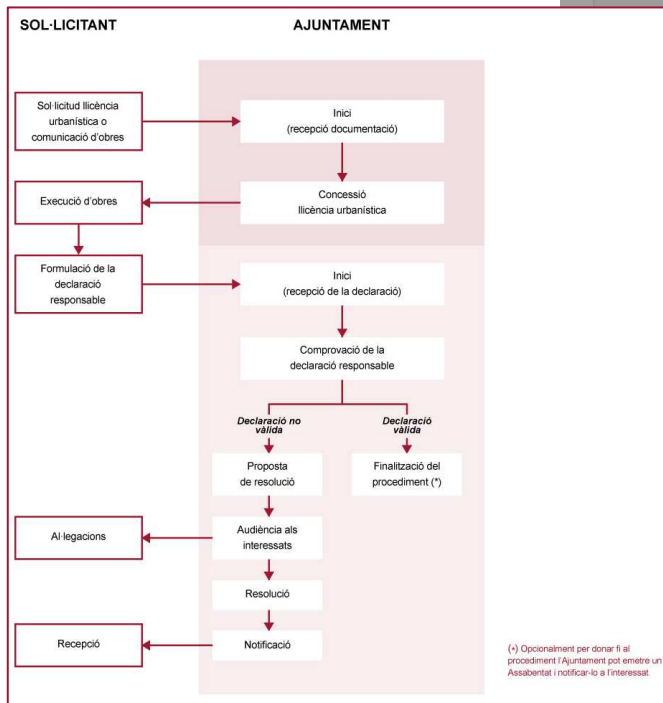 SOL·LICITANT
AJUNTAMENT
Sol·licitud llicència
urbanística o
comunicació d'obres
Inici
(recepció documentació)
Execució d'obres
Concessió
llicència urbanística
Formulació de la
declaració
responsable
Inici
(recepció de la declaració)
Comprovació de la
declaració responsable
Declaració no
vàlida
Declaració
vàlida
Proposta
de resolució
Finalització del
procediment (*)
Al·legacions
Audiència als
interessats
Resolució
Recepció
Notificació
(*) Opcionalment per donar fi al
procediment l'Ajuntament pot emetre un
Assabentat i notificar-lo a l'interessat